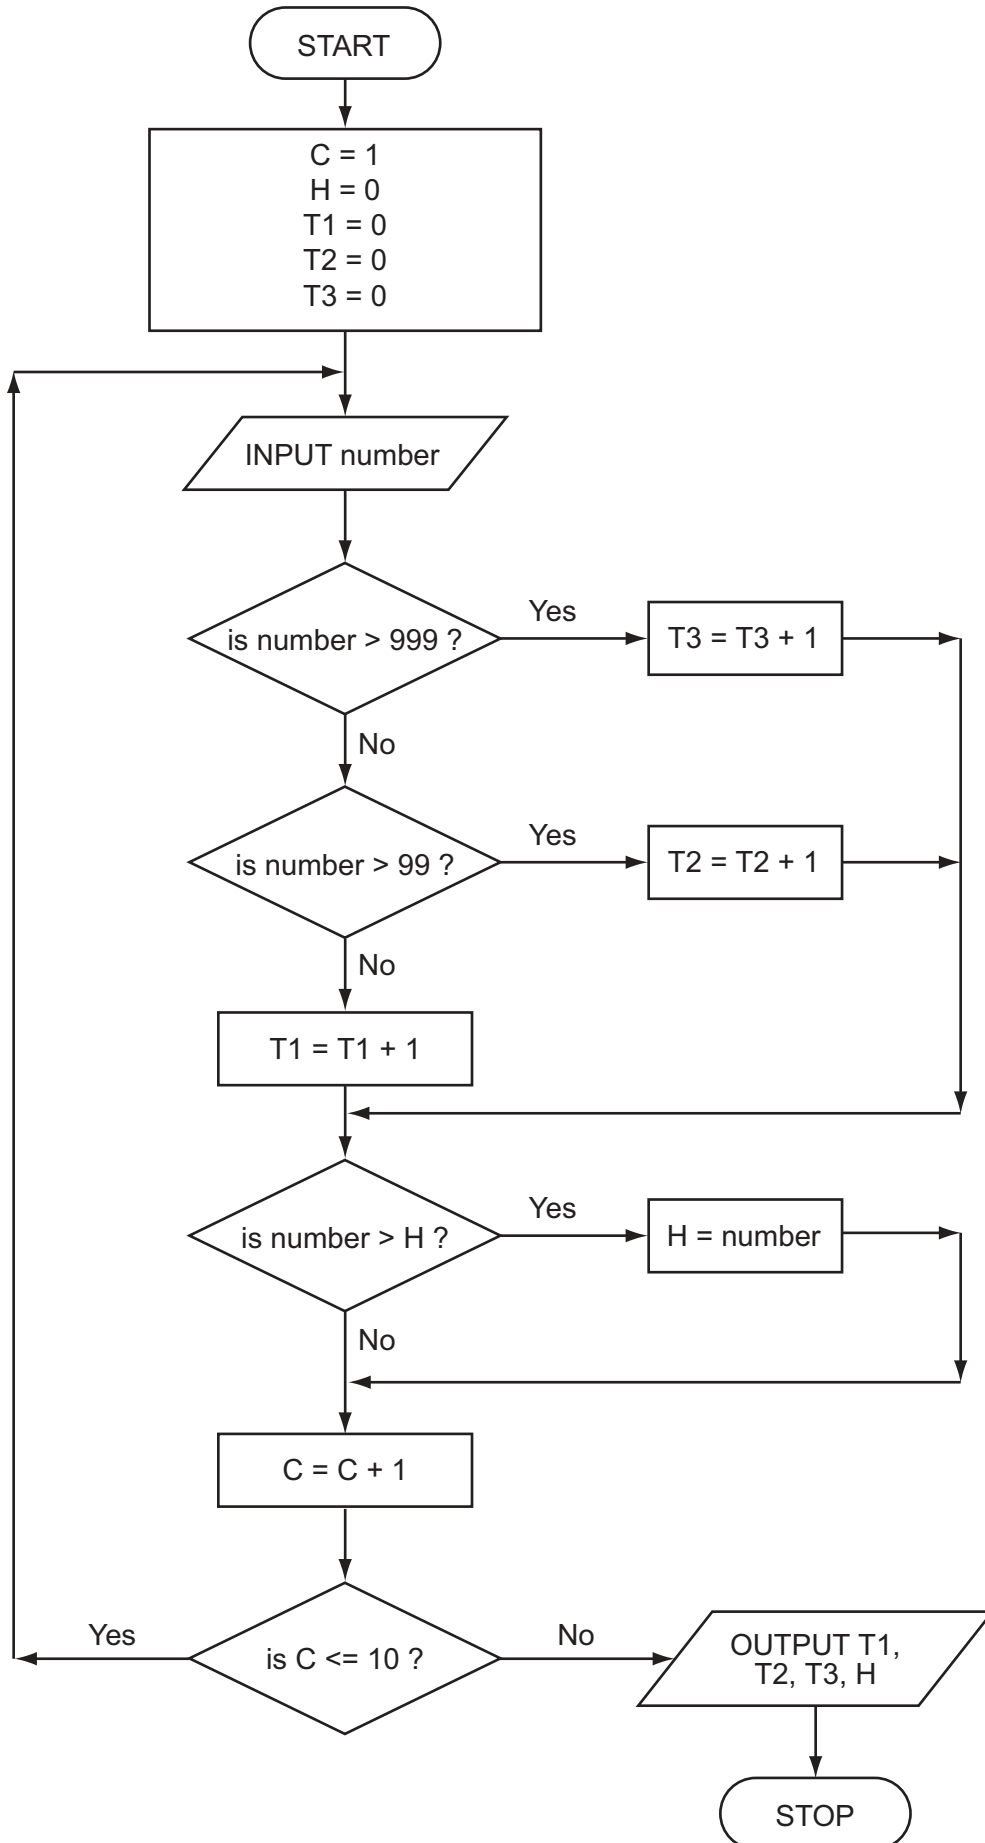 START
C = 1
H = 0
T1 = 0
T2 = 0
T3 = 0
INPUT number
is number > 999 ?
Yes
T3 = T3 + 1
No
is number > 99 ?
Yes
T2 = T2 + 1
No
T1 = T1 + 1
is number > H ?
Yes
H = number
No
C = C + 1
Yes
is C <= 10 ?
No
OUTPUT T1,
T2, T3, H
STOP